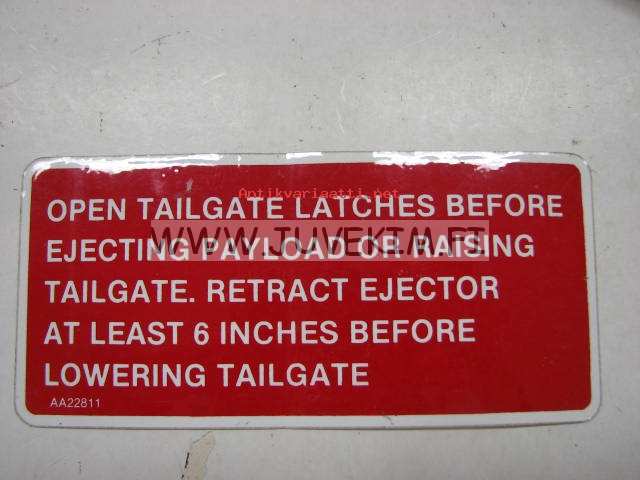 Antikvariaatti.net
OPEN TAILGATE LATCHES BEFORE
EJECTING PAYLOAD OR RAISING
WWW.JUVEKIM.FI
TAILGATE. RETRACT EJECTOR
AT LEAST 6 INCHES BEFORE
LOWERING TAILGATE
AA22811